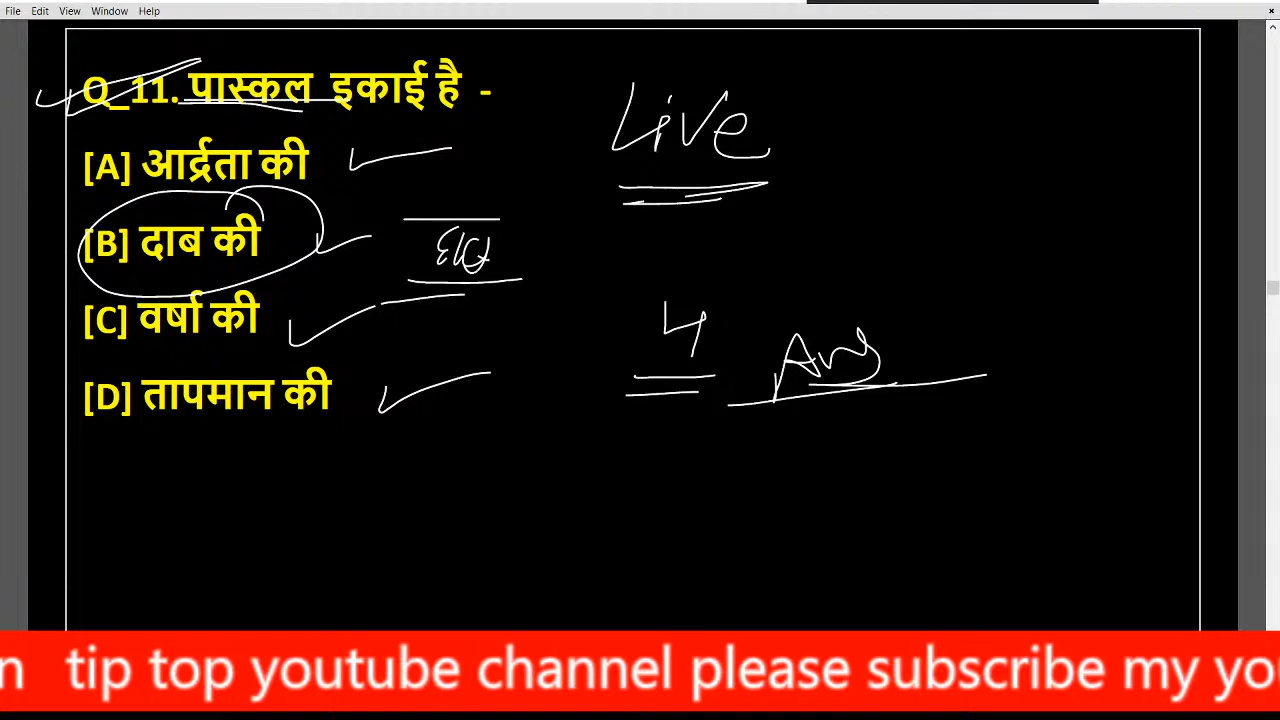 File Edit View Window Help
Q_11. पास्कल इकाई है -
[A] आर्द्रता की
[B] दाब की
[C] वर्षा की
[D] तापमान की
Live
4
Ans
n tip top youtube channel please subscribe my yo